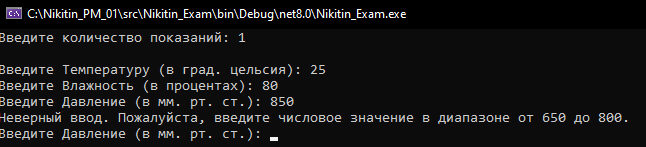 C:\Nikitin_PM_01\src\Nikitin_Exam\bin\Debug\net8.0\Nikitin_Exam.exe
Введите количество показаний: 1
Введите Температуру (в град. цельсия): 25
Введите Влажность (в процентах): 80
Введите Давление (в мм. рт. ст.): 850
Неверный ввод. Пожалуйста, введите числовое значение в диапазоне от 650 до 800.
Введите Давление (в мм. рт. ст.):